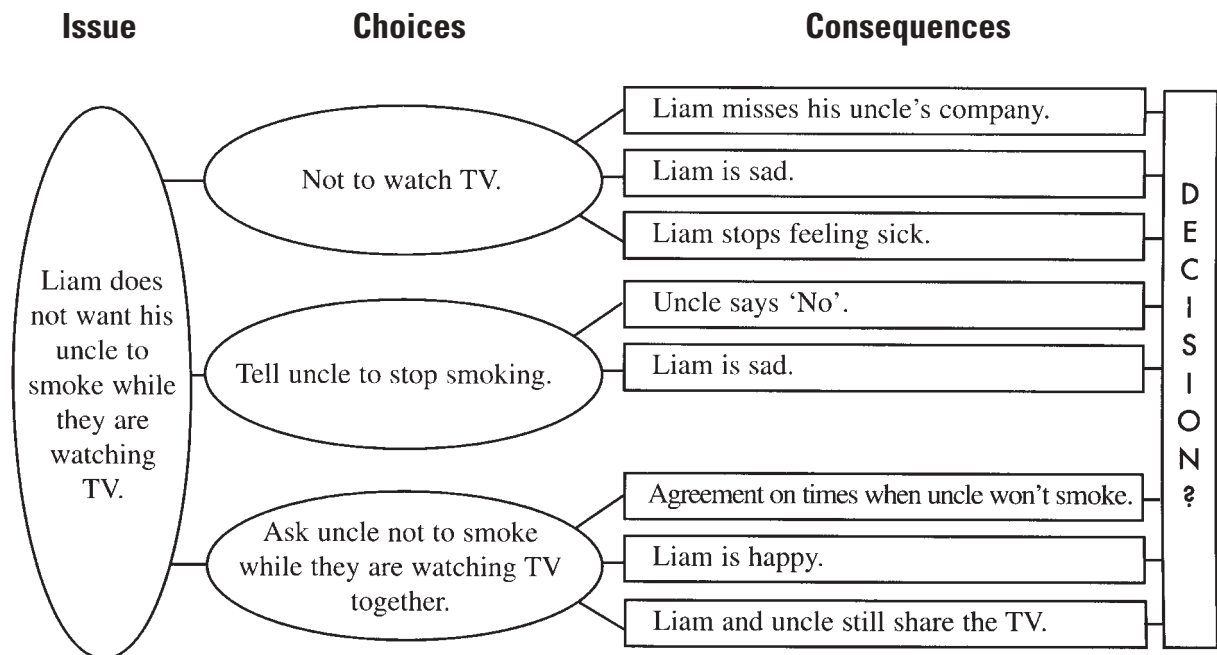 Issue Choices Consequences
Liam does
not want his
uncle to
smoke while
they are
watching
TV.
Not to watch TV.
Liam misses his uncle's company.
Liam is sad.
Liam stops feeling sick.
Tell uncle to stop smoking.
Uncle says ‘No’.
Liam is sad.
Ask uncle not to smoke
while they are watching TV
together.
Agreement on times when uncle won't smoke.
Liam is happy.
Liam and uncle still share the TV.
DECISION?